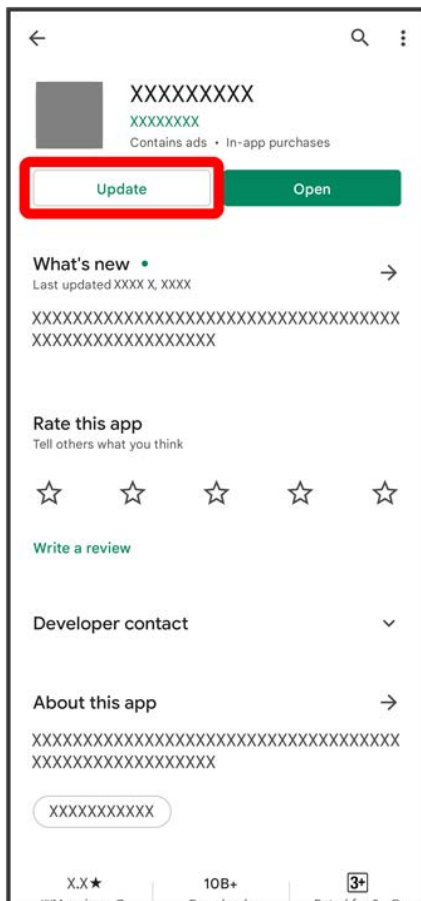 XXXXXXXXX
XXXXXXXX
Contains ads • In-app purchases
Update
Open
What's new •
Last updated XXXX X, XXXX
XXXXXXXXXXXXXXXXXXXXXXXXXXXXXXXXXXXX
XXXXXXXXXXXXXXXXXX
Rate this app
Tell others what you think
Write a review
Developer contact
About this app
XXXXXXXXXXXXXXXXXXXXXXXXXXXXXXXXXXXX
XXXXXXXXXXXXXXXXXX
XXXXXXXXXXX
X.X★
10B+
3+